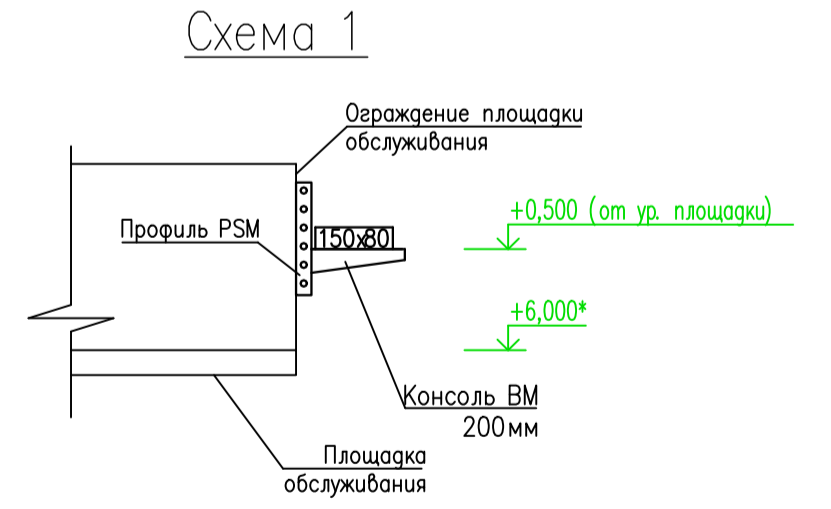 Схема 1
Ограждение площадки
обслуживания
+0,500 (от ур. площадки)
Профиль PSM
150x80
+6,000*
Консоль ВМ
200мм
Площадка
обслуживания